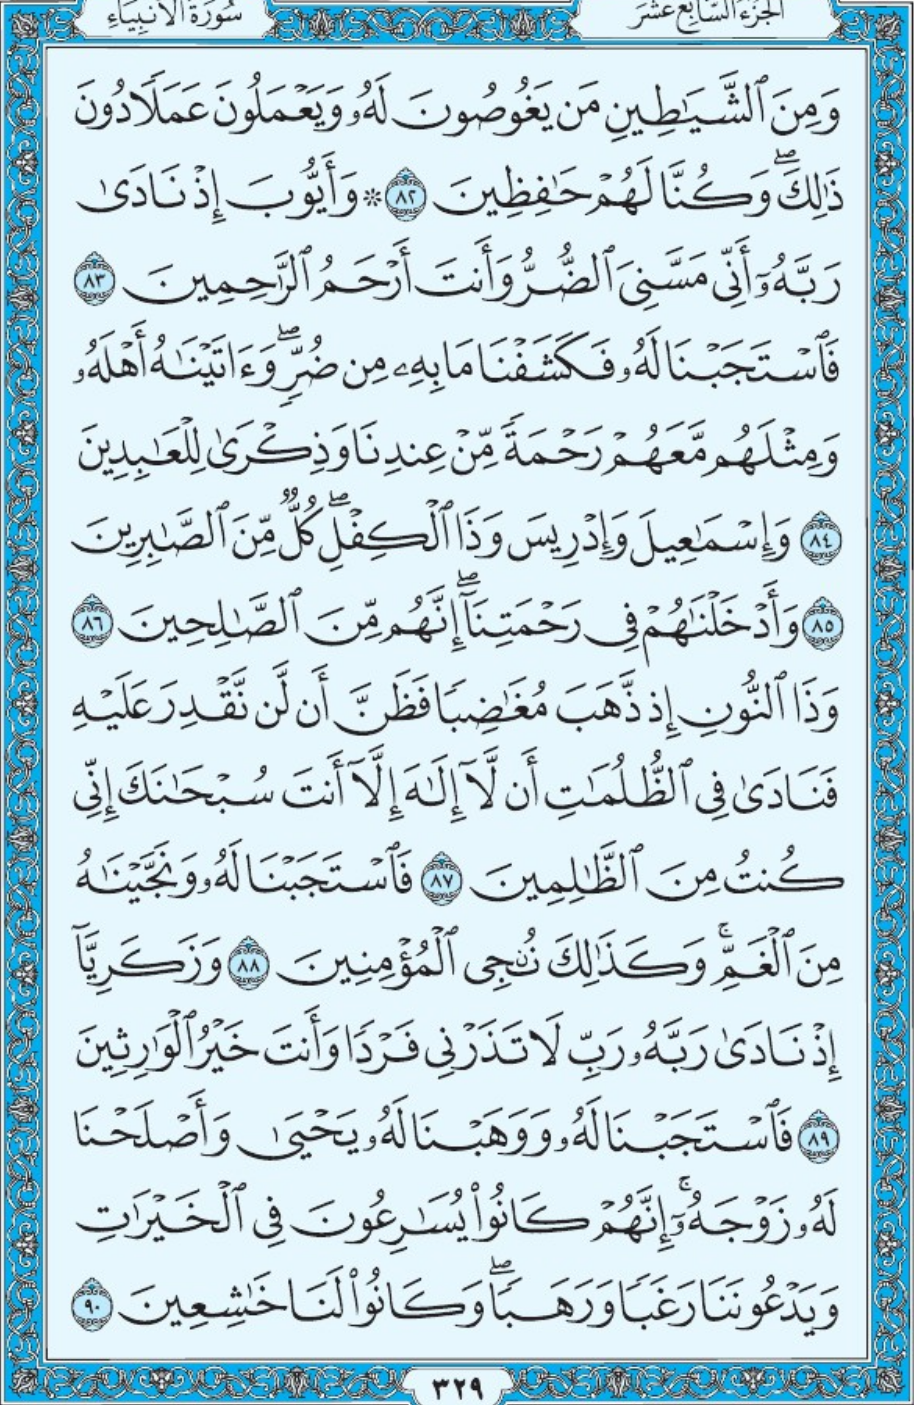 الجزء السابع عشر
سورة الأنبياء
وَمِنَ ٱلشَّيَٰطِينِ مَن يَغُوصُونَ لَهُۥ وَيَعْمَلُونَ عَمَلًا دُونَ
ذَٰلِكَۖ وَكُنَّا لَهُمْ حَٰفِظِينَ ٨٢ ۞ وَأَيُّوبَ إِذْ نَادَىٰ
رَبَّهُۥٓ أَنِّي مَسَّنِيَ ٱلضُّرُّ وَأَنتَ أَرْحَمُ ٱلرَّٰحِمِينَ ٨٣
فَٱسْتَجَبْنَا لَهُۥ فَكَشَفْنَا مَا بِهِۦ مِن ضُرٍّۖ وَءَاتَيْنَٰهُ أَهْلَهُۥ
وَمِثْلَهُم مَّعَهُمْ رَحْمَةً مِّنْ عِندِنَا وَذِكْرَىٰ لِلْعَٰبِدِينَ
٨٤ وَإِسْمَٰعِيلَ وَإِدْرِيسَ وَذَا ٱلْكِفْلِۖ كُلٌّ مِّنَ ٱلصَّٰبِرِينَ
٨٥ وَأَدْخَلْنَٰهُمْ فِي رَحْمَتِنَآۖ إِنَّهُم مِّنَ ٱلصَّٰلِحِينَ ٨٦
وَذَا ٱلنُّونِ إِذ ذَّهَبَ مُغَٰضِبًا فَظَنَّ أَن لَّن نَّقْدِرَ عَلَيْهِ
فَنَادَىٰ فِي ٱلظُّلُمَٰتِ أَن لَّآ إِلَٰهَ إِلَّآ أَنتَ سُبْحَٰنَكَ إِنِّي
كُنتُ مِنَ ٱلظَّٰلِمِينَ ٨٧ فَٱسْتَجَبْنَا لَهُۥ وَنَجَّيْنَٰهُ
مِنَ ٱلْغَمِّۚ وَكَذَٰلِكَ نُـۨجِي ٱلْمُؤْمِنِينَ ٨٨ وَزَكَرِيَّآ
إِذْ نَادَىٰ رَبَّهُۥ رَبِّ لَا تَذَرْنِي فَرْدًا وَأَنتَ خَيْرُ ٱلْوَٰرِثِينَ
٨٩ فَٱسْتَجَبْنَا لَهُۥ وَوَهَبْنَا لَهُۥ يَحْيَىٰ وَأَصْلَحْنَا
لَهُۥ زَوْجَهُۥٓۚ إِنَّهُمْ كَانُوا۟ يُسَٰرِعُونَ فِي ٱلْخَيْرَٰتِ
وَيَدْعُونَنَا رَغَبًا وَرَهَبًاۖ وَكَانُوا۟ لَنَا خَٰشِعِينَ ٩٠
٣٢٩